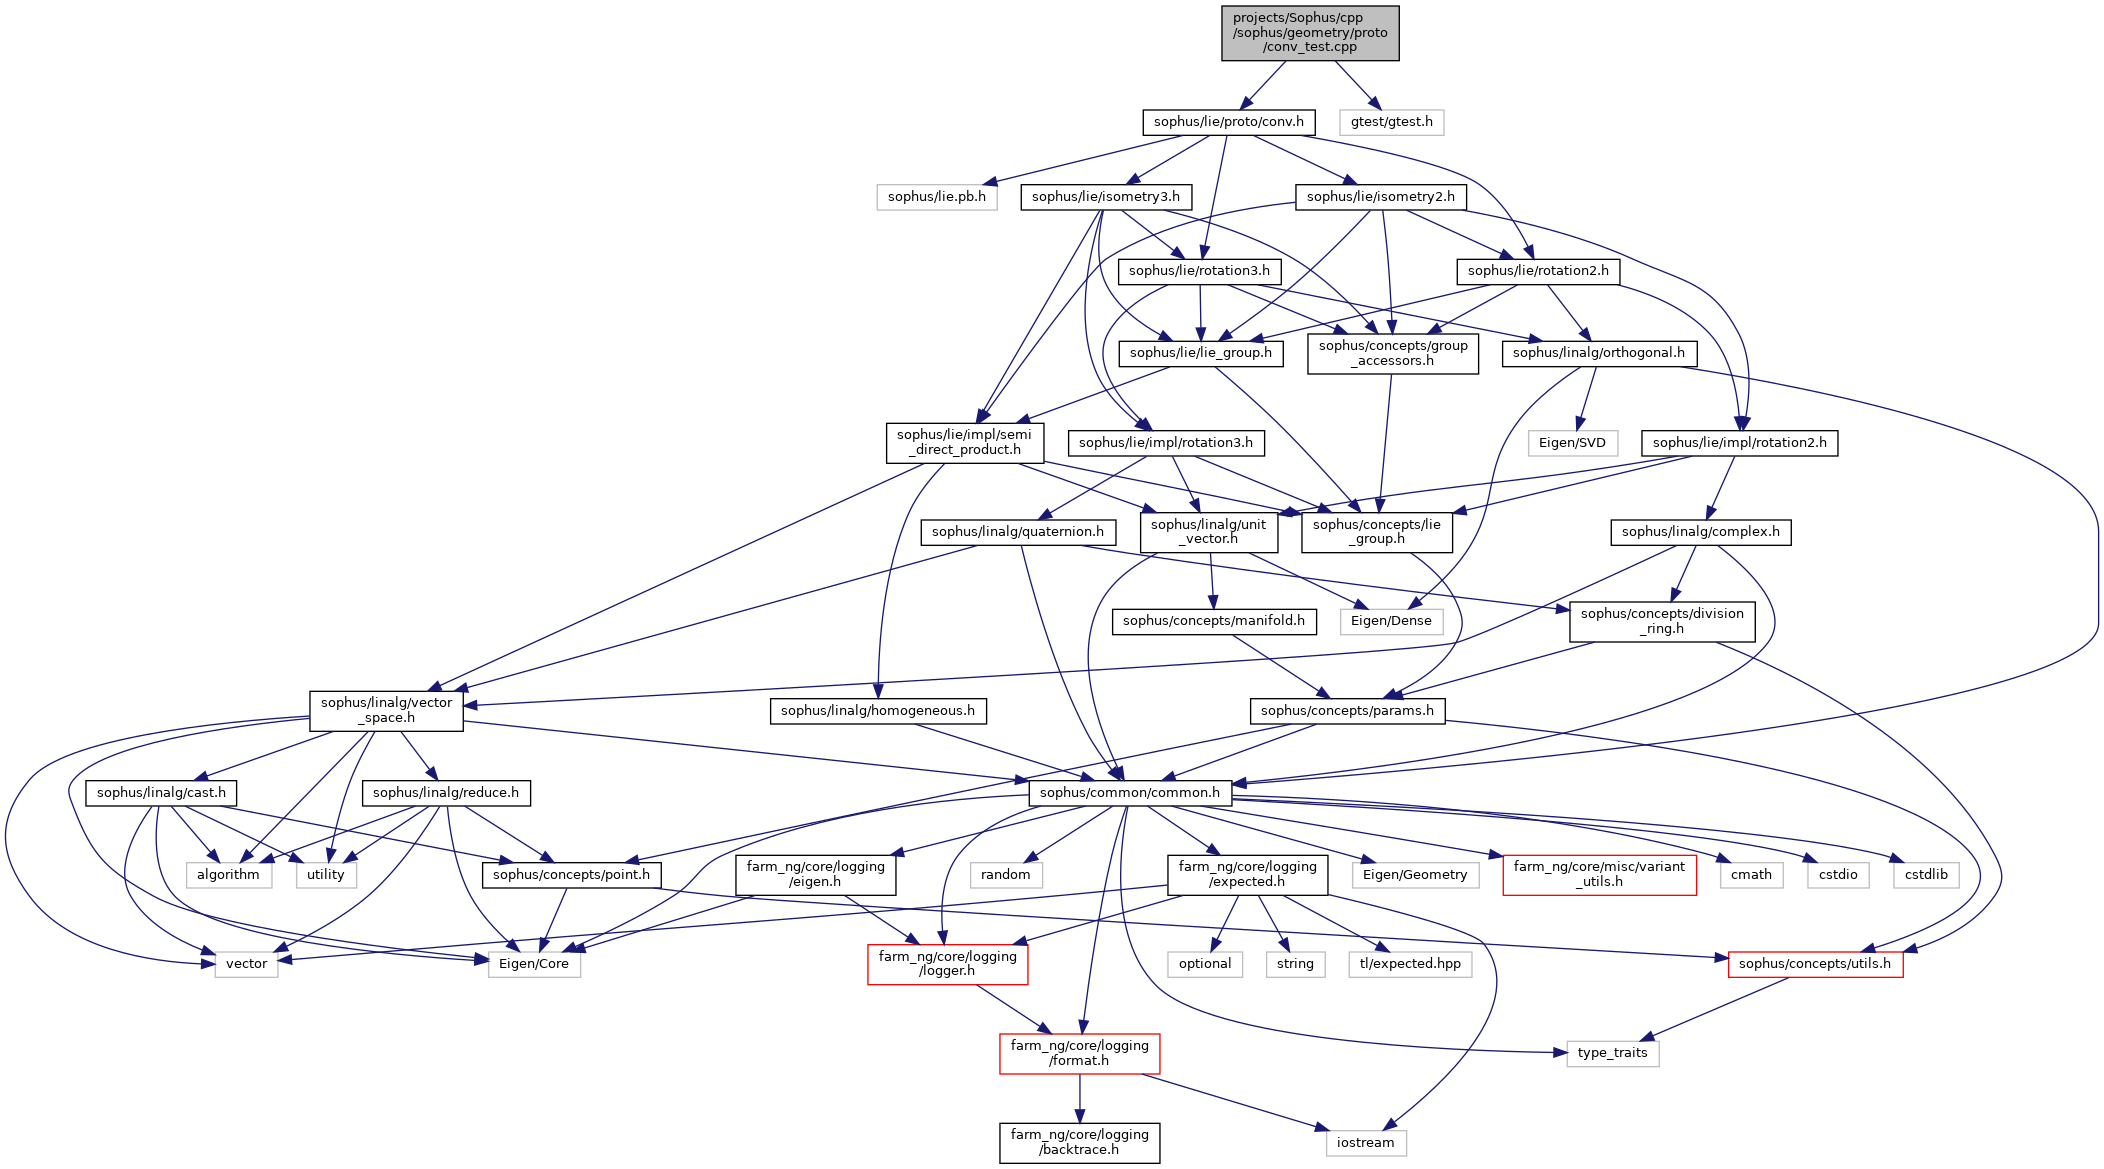 projects/Sophus/cpp
/sophus/geometry/proto
/conv_test.cpp
sophus/lie/proto/conv.h
gtest/gtest.h
sophus/lie.pb.h
sophus/lie/isometry3.h
sophus/lie/isometry2.h
sophus/lie/rotation3.h
sophus/lie/rotation2.h
sophus/lie/lie_group.h
sophus/concepts/group
_accessors.h
sophus/linalg/orthogonal.h
sophus/lie/impl/semi
_direct_product.h
sophus/lie/impl/rotation3.h
Eigen/SVD
sophus/lie/impl/rotation2.h
sophus/linalg/quaternion.h
sophus/linalg/unit
_vector.h
sophus/concepts/lie
_group.h
sophus/linalg/complex.h
sophus/concepts/manifold.h
Eigen/Dense
sophus/concepts/division
_ring.h
sophus/linalg/vector
_space.h
sophus/linalg/homogeneous.h
sophus/concepts/params.h
sophus/linalg/cast.h
sophus/linalg/reduce.h
sophus/common/common.h
algorithm
utility
sophus/concepts/point.h
farm_ng/core/logging
/eigen.h
random
farm_ng/core/logging
/expected.h
Eigen/Geometry
farm_ng/core/misc/variant
_utils.h
cmath
cstdio
cstdlib
vector
Eigen/Core
farm_ng/core/logging
/logger.h
optional
string
tl/expected.hpp
sophus/concepts/utils.h
farm_ng/core/logging
/format.h
type_traits
farm_ng/core/logging
/backtrace.h
iostream